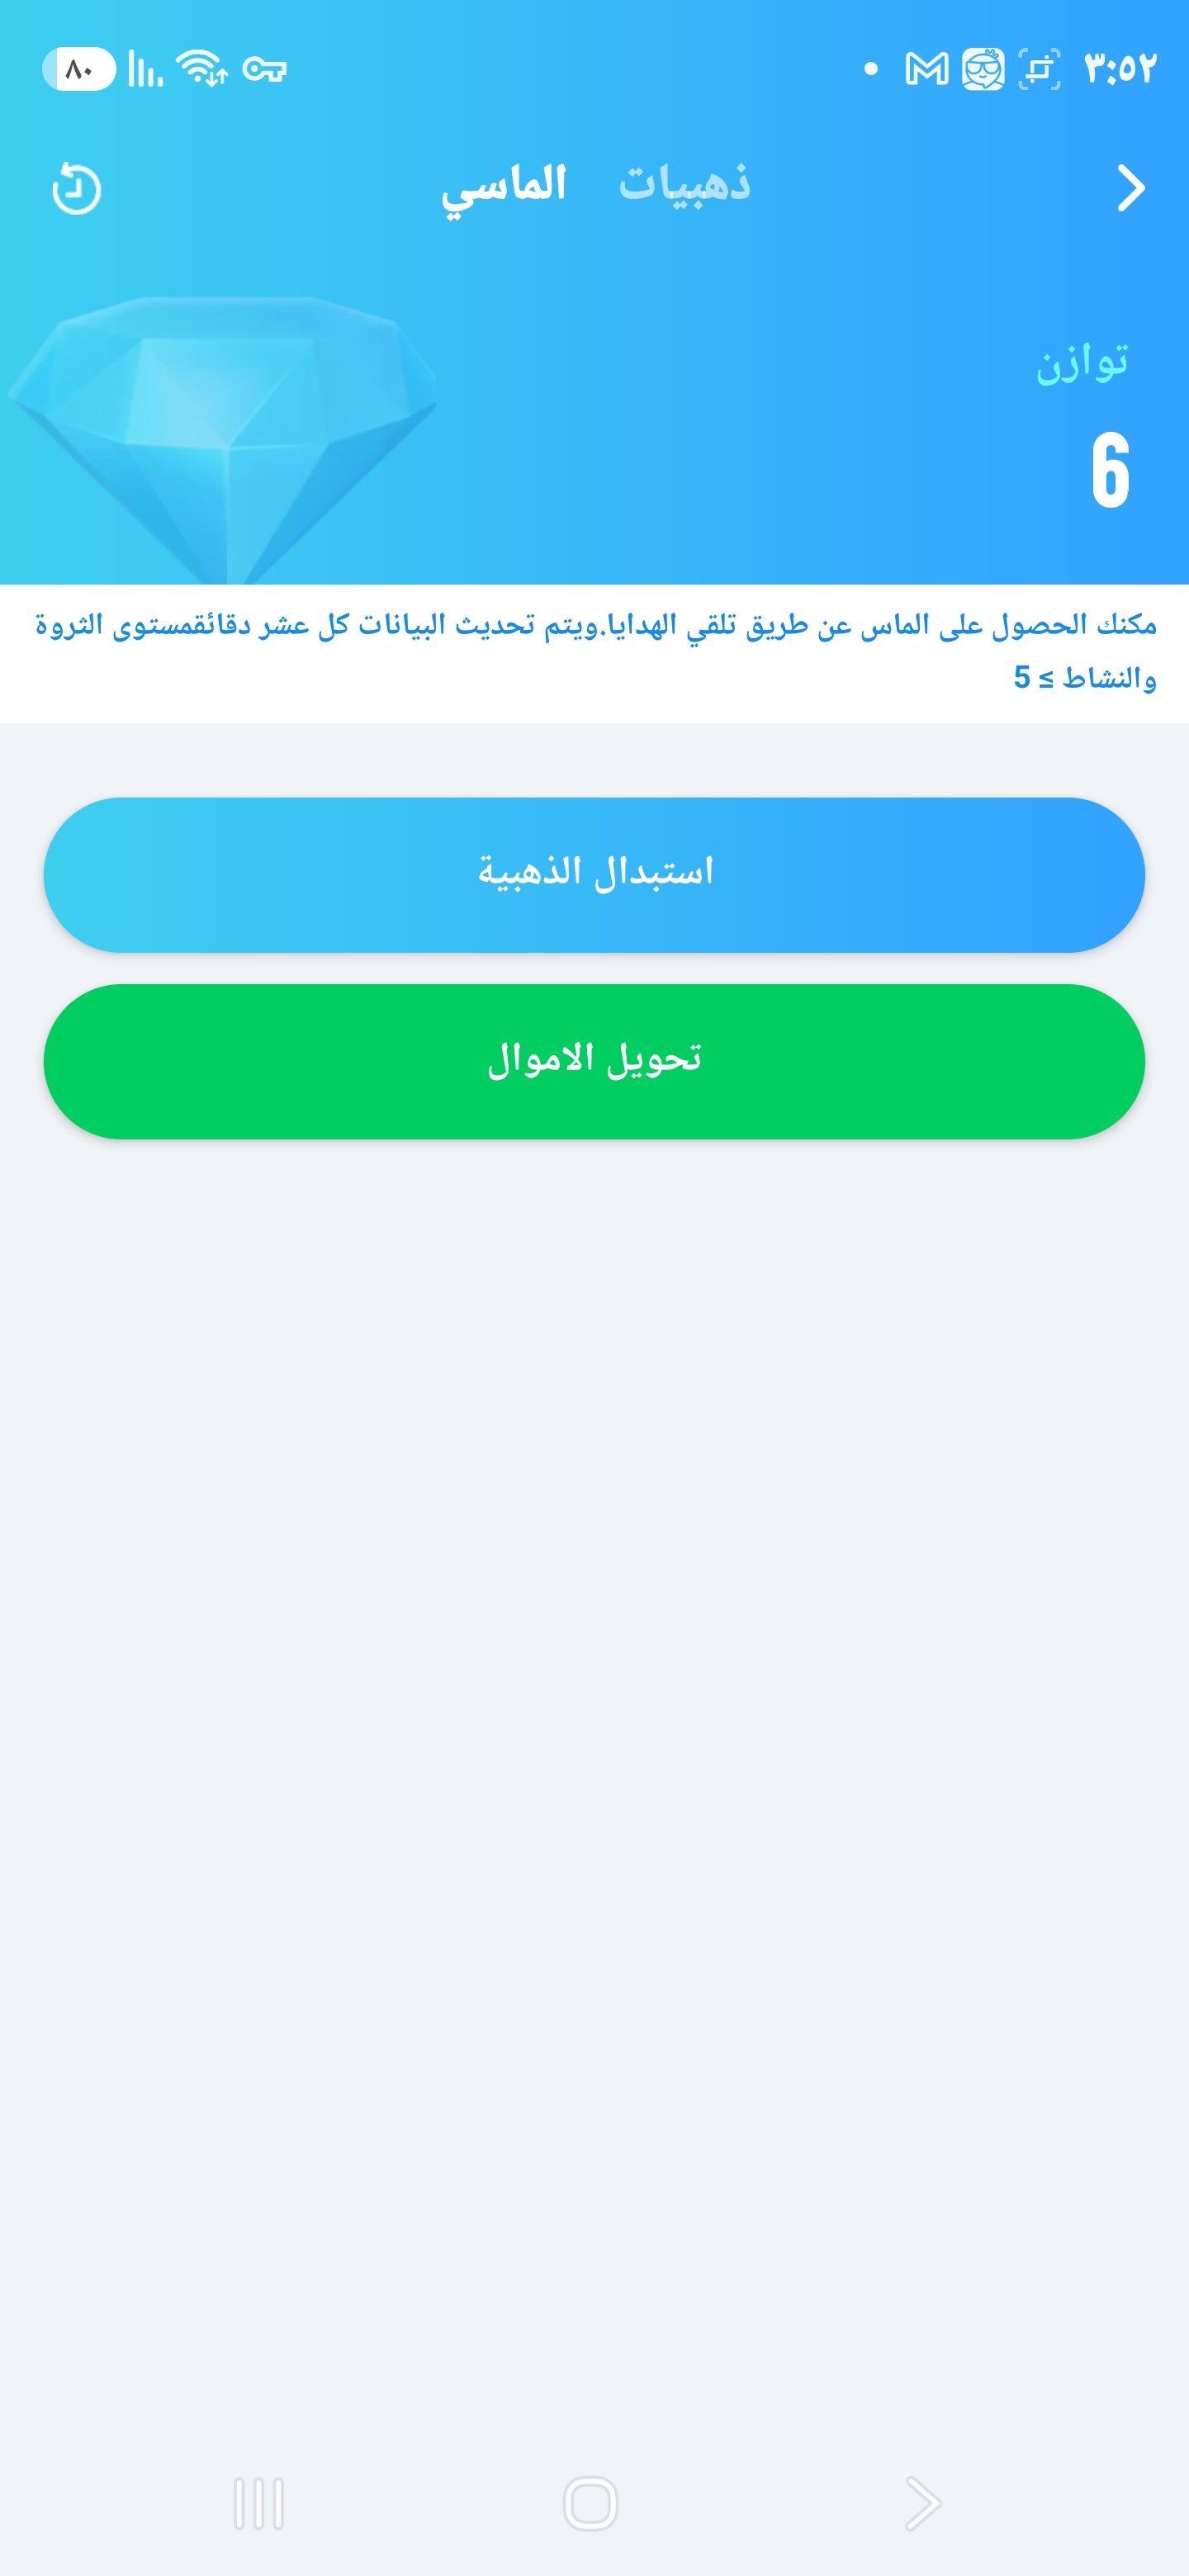 ٣:٥٢
٨٠
ذهبيات الماسي
توازن
6
مكنك الحصول على الماس عن طريق تلقي الهدايا.ويتم تحديث البيانات كل عشر دقائقمستوى الثروة
والنشاط ≥ 5
استبدال الذهبية
تحويل الاموال